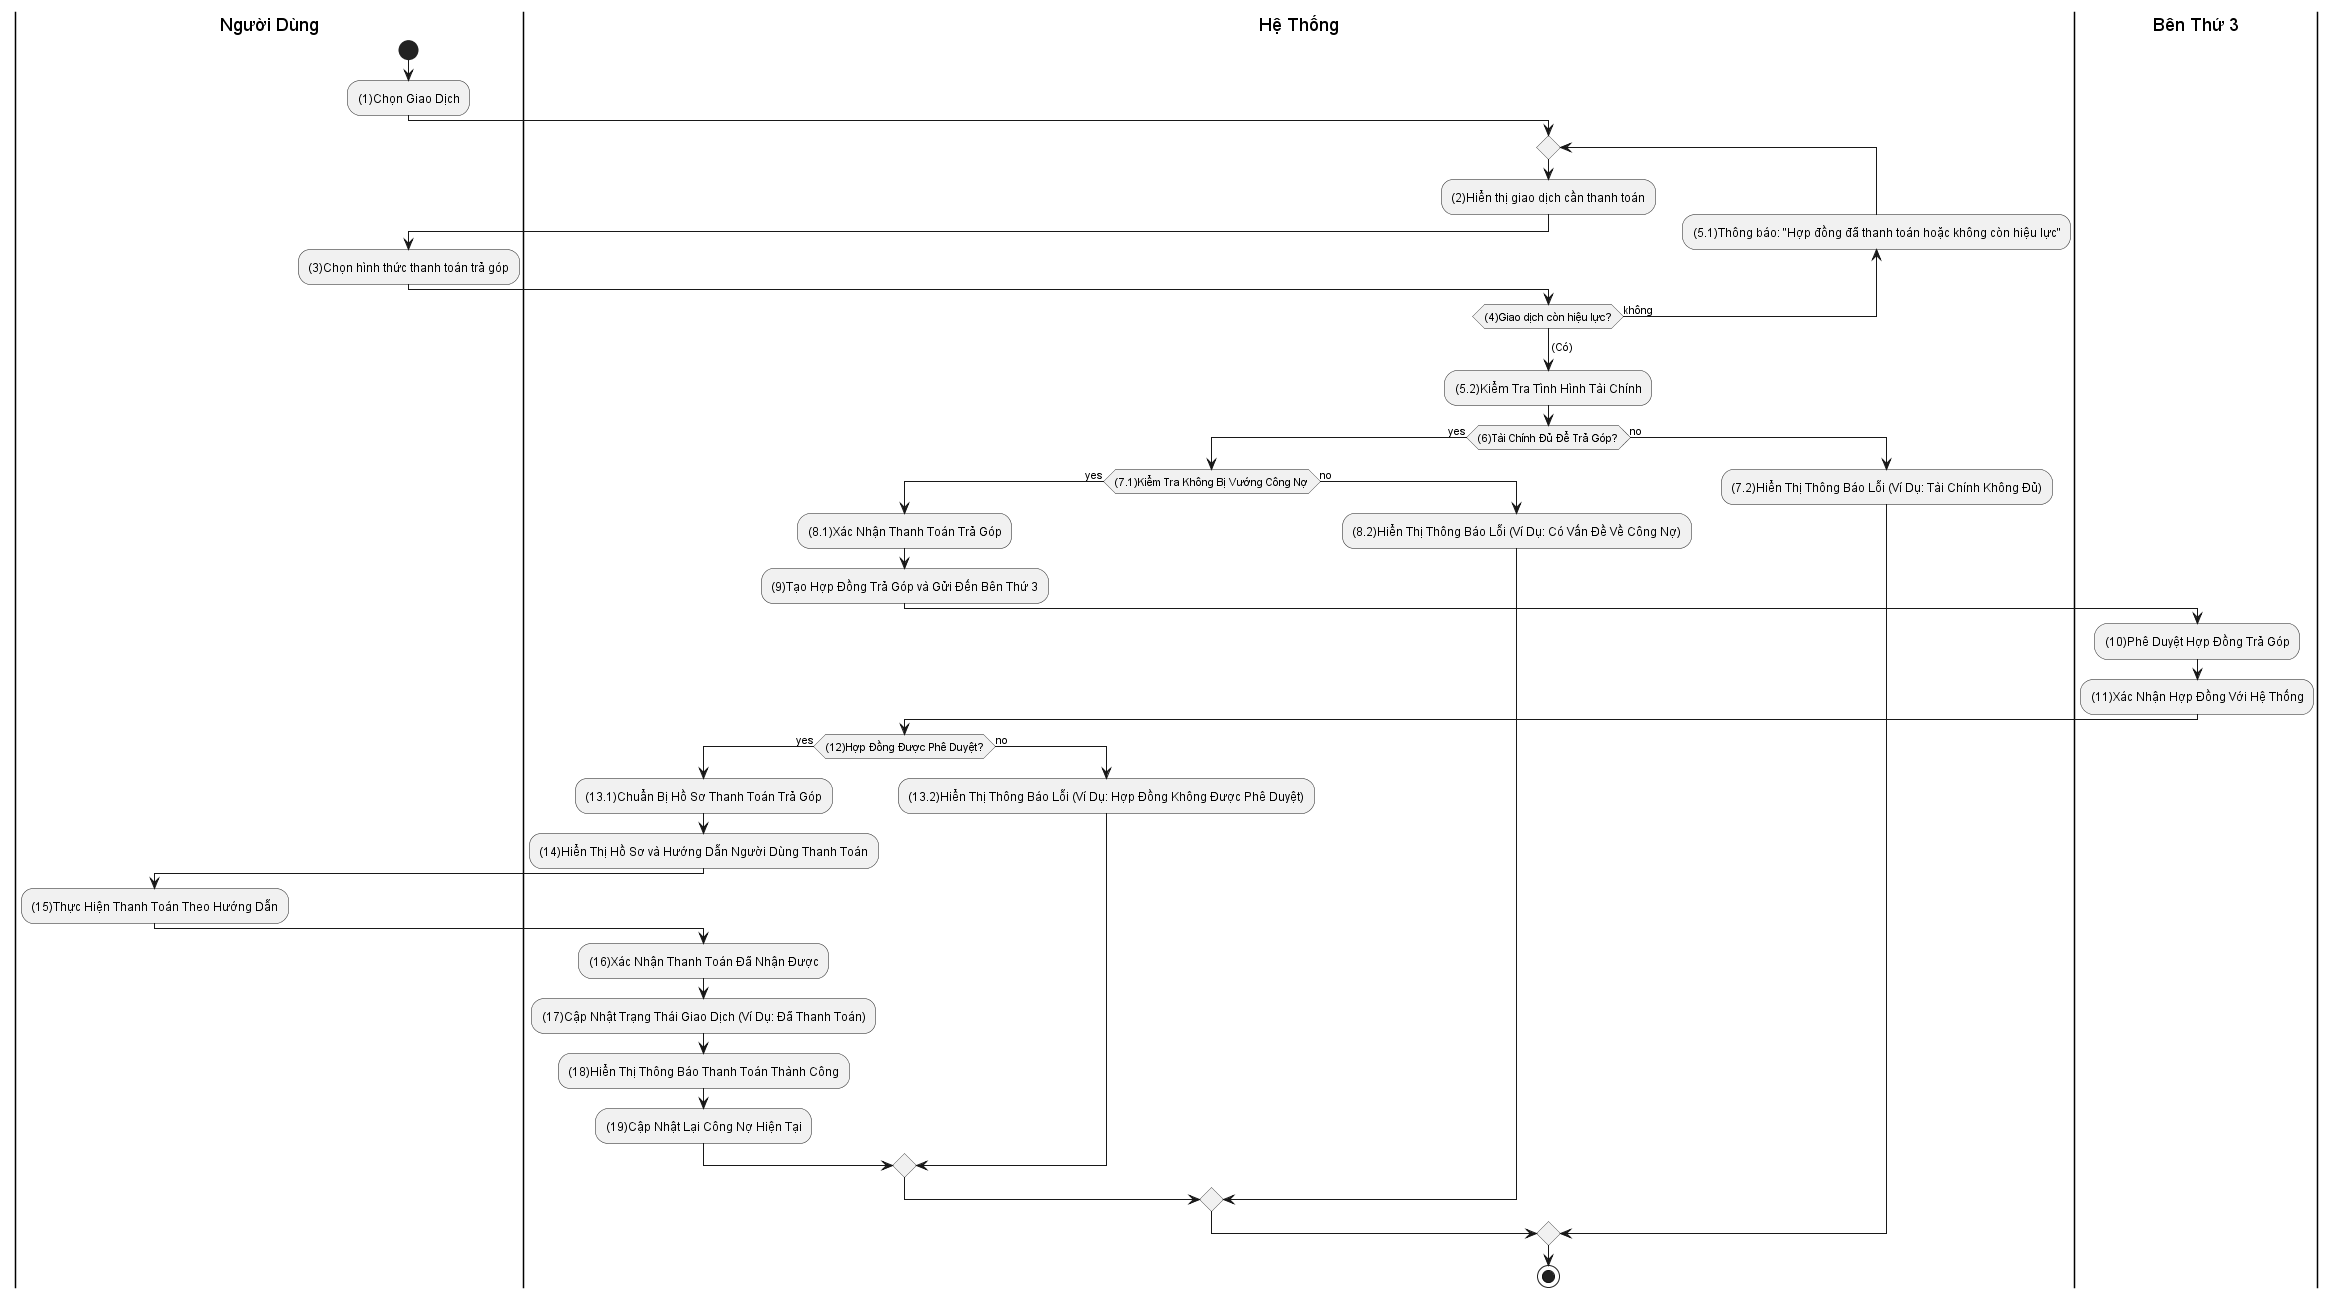 Người Dùng
Hệ Thống
Bên Thứ 3
(1)Chọn Giao Dịch
(2)Hiển thị giao dịch cần thanh toán
(5.1)Thông báo: "Hợp đồng đã thanh toán hoặc không còn hiệu lực"
(3)Chọn hình thức thanh toán trả góp
(4)Giao dịch còn hiệu lực?
không
(Có)
(5.2)Kiểm Tra Tình Hình Tài Chính
yes
(6)Tài Chính Đủ Để Trả Góp?
no
yes
(7.1)Kiểm Tra Không Bị Vướng Công Nợ
no
(7.2)Hiển Thị Thông Báo Lỗi (Ví Dụ: Tài Chính Không Đủ)
(8.1)Xác Nhận Thanh Toán Trả Góp
(8.2)Hiển Thị Thông Báo Lỗi (Ví Dụ: Có Vấn Đề Về Công Nợ)
(9)Tạo Hợp Đồng Trả Góp và Gửi Đến Bên Thứ 3
(10)Phê Duyệt Hợp Đồng Trả Góp
(11)Xác Nhận Hợp Đồng Với Hệ Thống
yes
(12)Hợp Đồng Được Phê Duyệt?
no
(13.1)Chuẩn Bị Hồ Sơ Thanh Toán Trả Góp
(13.2)Hiển Thị Thông Báo Lỗi (Ví Dụ: Hợp Đồng Không Được Phê Duyệt)
(14)Hiển Thị Hồ Sơ và Hướng Dẫn Người Dùng Thanh Toán
(15)Thực Hiện Thanh Toán Theo Hướng Dẫn
(16)Xác Nhận Thanh Toán Đã Nhận Được
(17)Cập Nhật Trạng Thái Giao Dịch (Ví Dụ: Đã Thanh Toán)
(18)Hiển Thị Thông Báo Thanh Toán Thành Công
(19)Cập Nhật Lại Công Nợ Hiện Tại